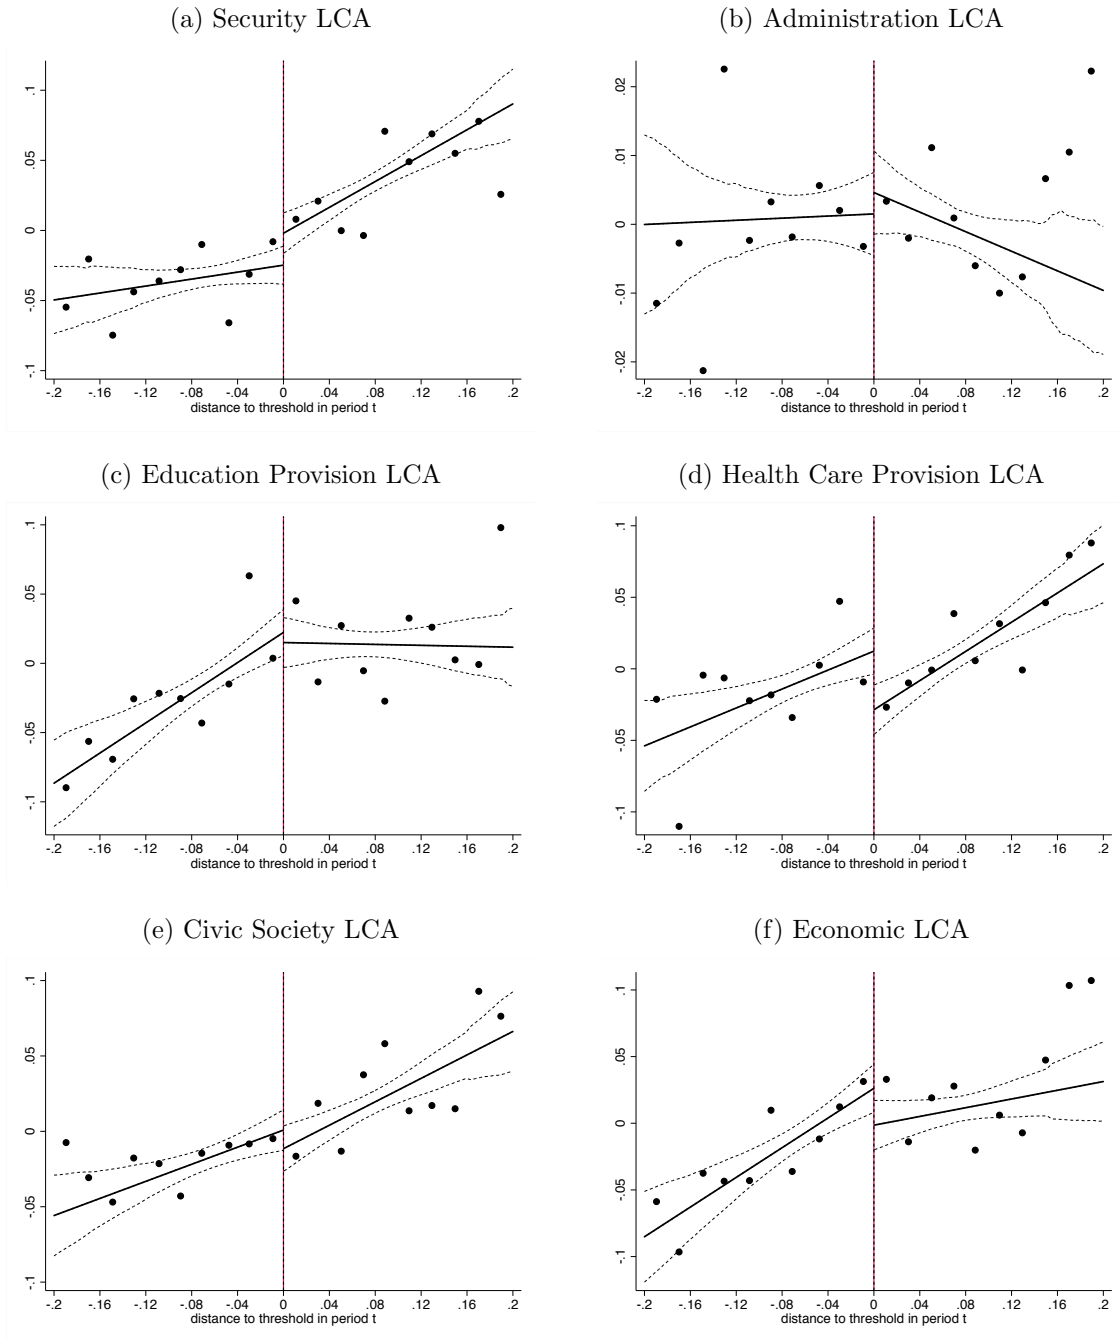 (a) Security LCA
.1
.05
0
-.05
-.1
-.2 -.16 -.12 -.08 -.04 0 .04 .08 .12 .16 .2
distance to threshold in period t
(b) Administration LCA
.02
.01
0
-.01
-.02
-.2 -.16 -.12 -.08 -.04 0 .04 .08 .12 .16 .2
distance to threshold in period t
(c) Education Provision LCA
.1
.05
0
-.05
-.1
-.2 -.16 -.12 -.08 -.04 0 .04 .08 .12 .16 .2
distance to threshold in period t
(d) Health Care Provision LCA
.1
.05
0
-.05
-.1
-.2 -.16 -.12 -.08 -.04 0 .04 .08 .12 .16 .2
distance to threshold in period t
(e) Civic Society LCA
.1
.05
0
-.05
-.1
-.2 -.16 -.12 -.08 -.04 0 .04 .08 .12 .16 .2
distance to threshold in period t
(f) Economic LCA
.1
.05
0
-.05
-.1
-.2 -.16 -.12 -.08 -.04 0 .04 .08 .12 .16 .2
distance to threshold in period t